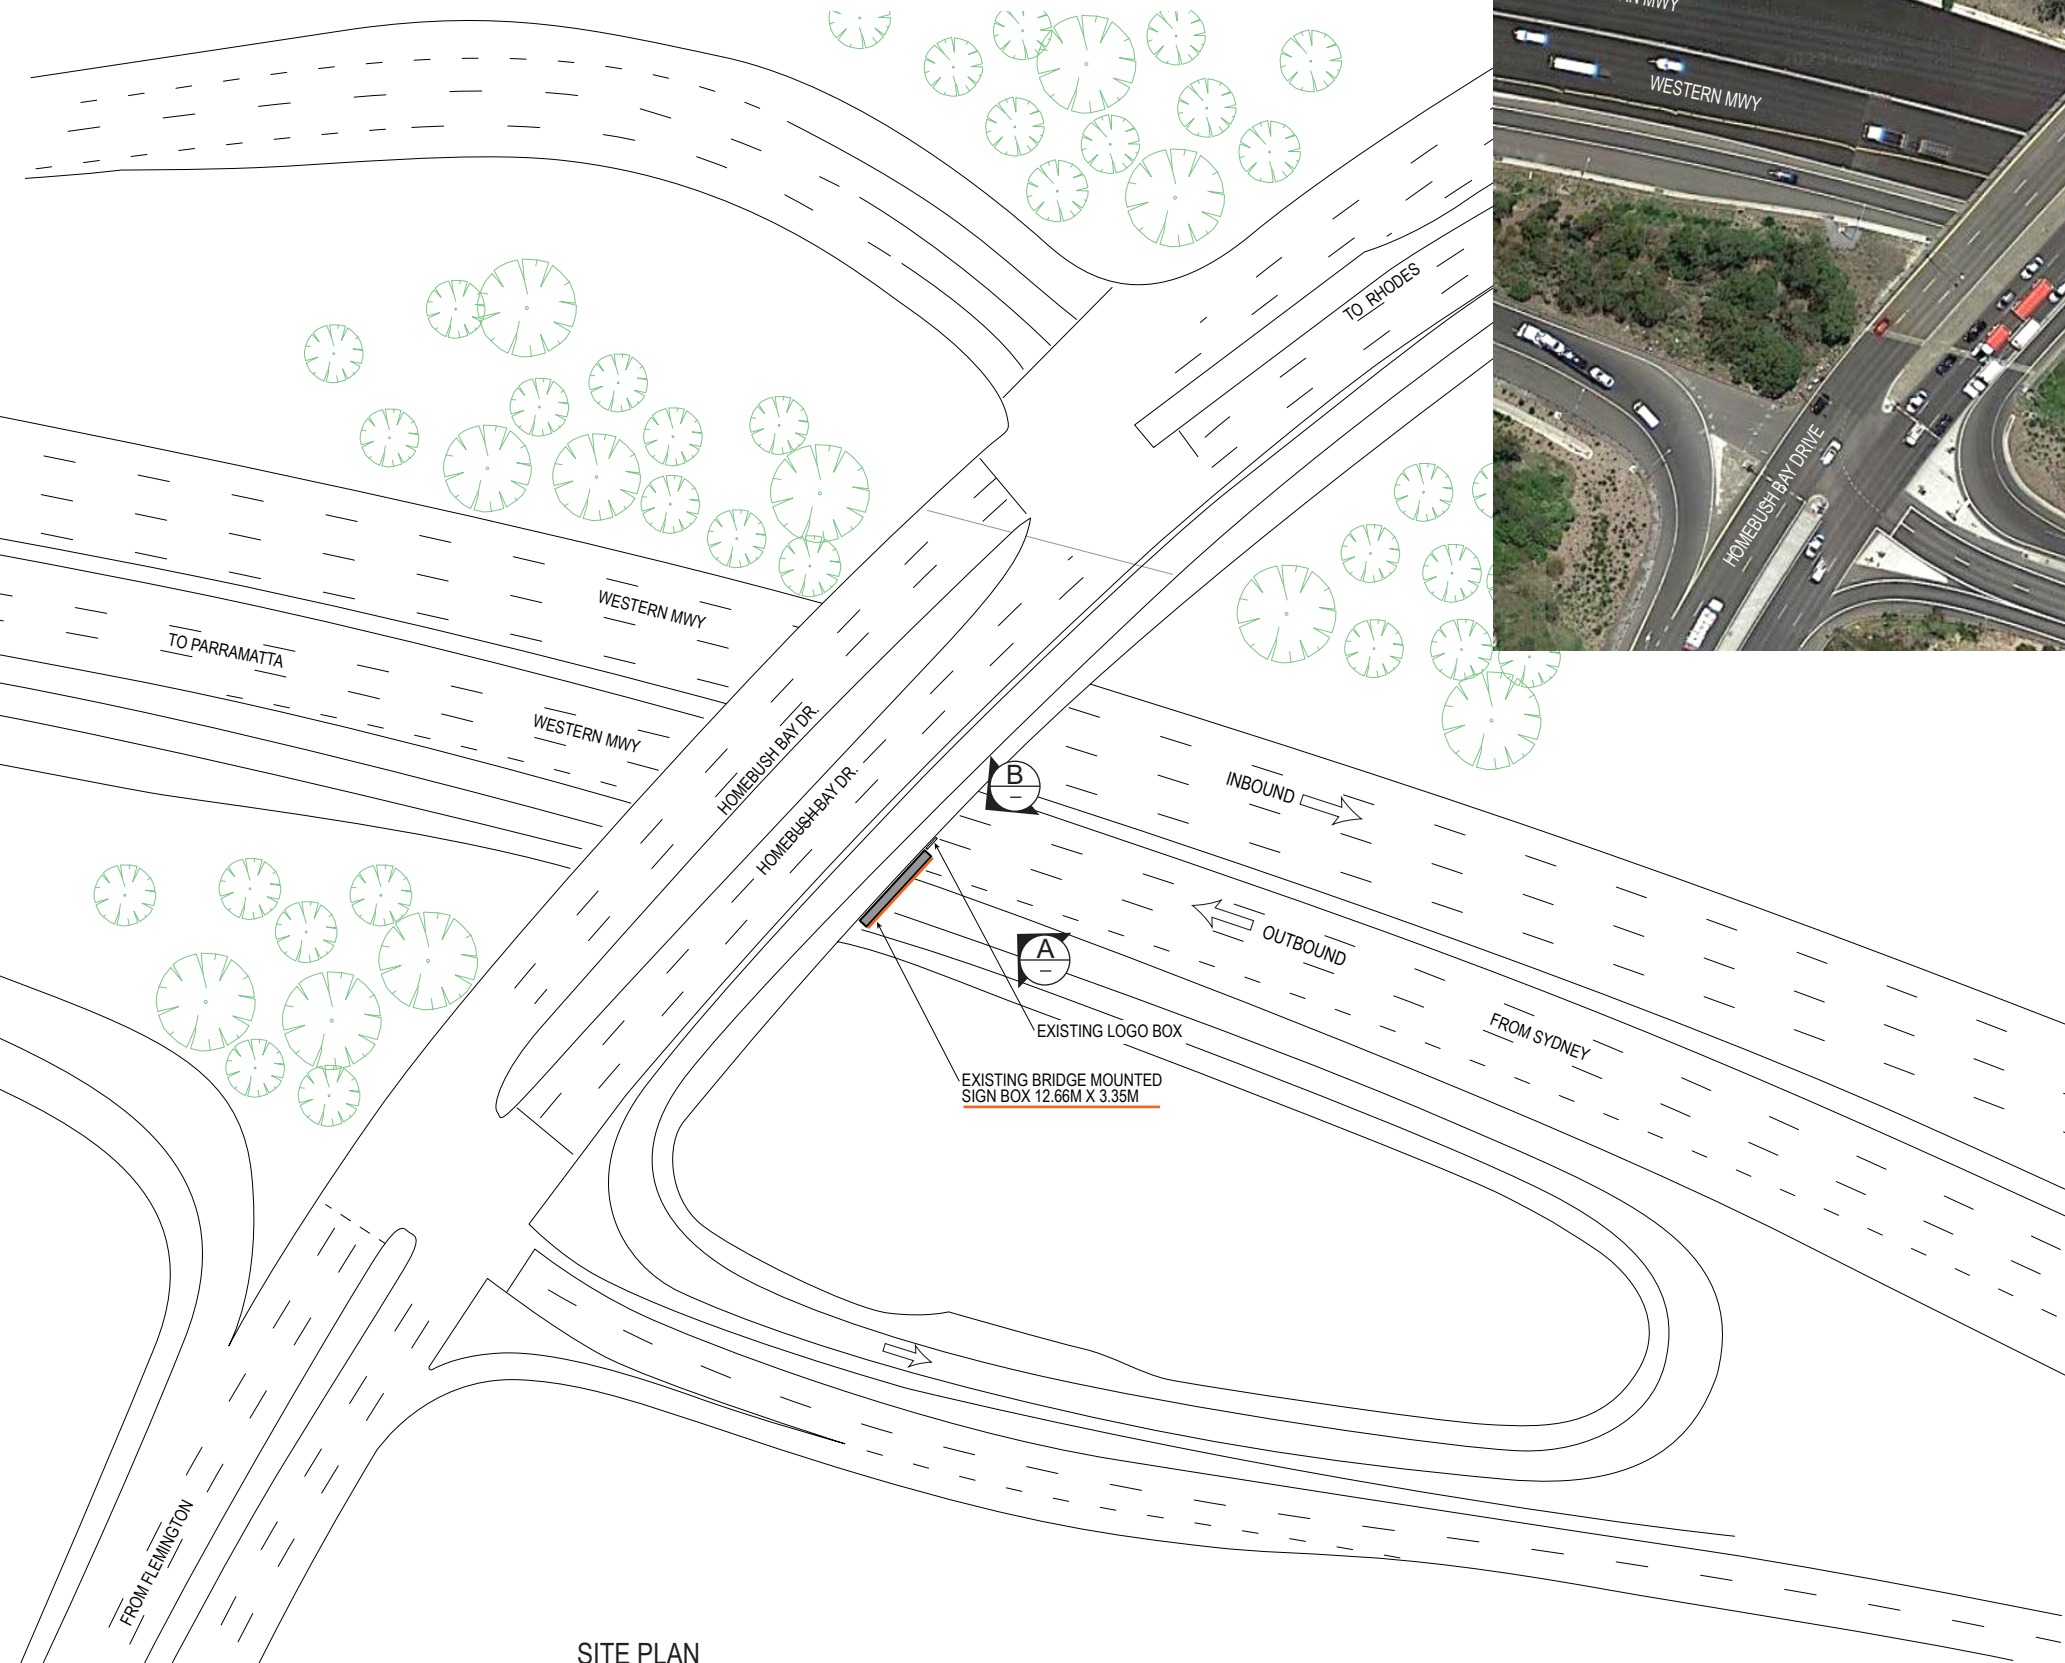 WESTERN MWY
TO RHODES
HOMEBUSH BAY DRIVE
WESTERN MWY
TO PARRAMATTA
WESTERN MWY
HOMEBUSH BAY DR.
HOMEBUSH BAY DR.
B
INBOUND
OUTBOUND
A
FROM SYDNEY
EXISTING LOGO BOX
EXISTING BRIDGE MOUNTED
SIGN BOX 12.66M X 3.35M
FROM FLEMINGTON
SITE PLAN